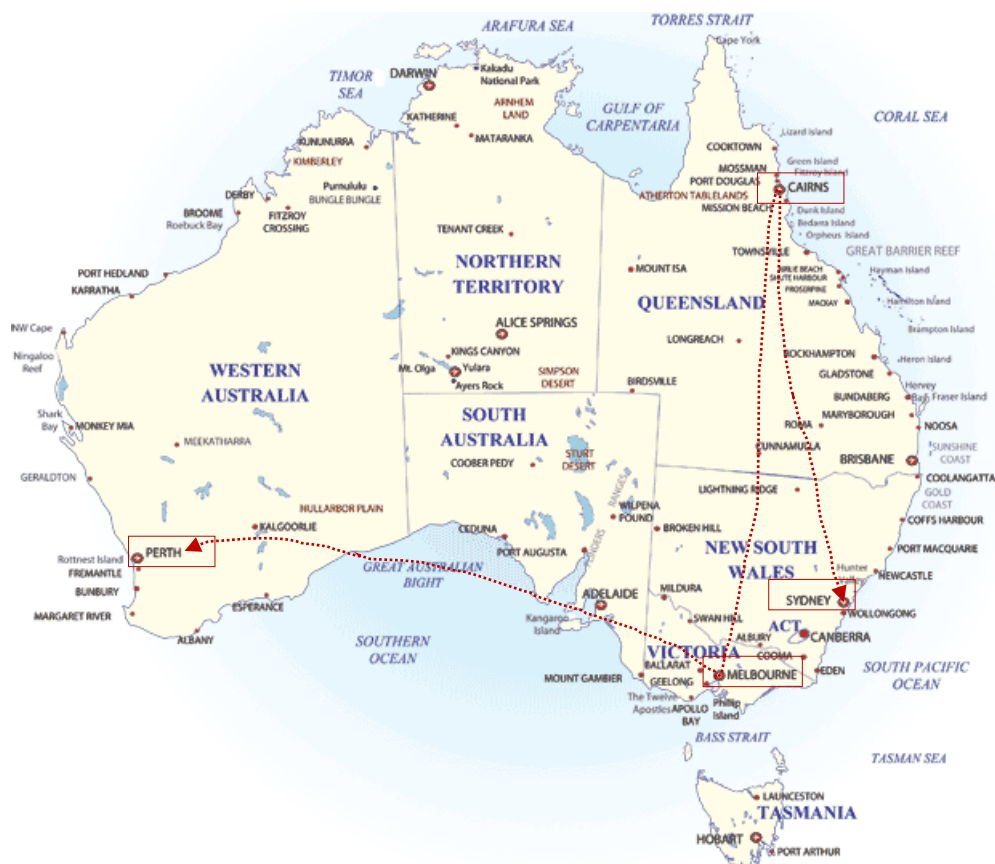 TORRES STRAIT
ARAFURA SEA
Cape York
Kakadu
National Park
DARWIN
TIMOR
SEA
ARNHEM
LAND
GULF OF
CARPENTARIA
CORAL SEA
KATHERINE
MATARANKA
Lizard Island
KUNUNURRA
KIMBERLEY
COOKTOWN
Green Island
Fitzroy Island
MOSSMAN
PORT DOUGLAS
CAIRNS
Purnululu
BUNGLE BUNGLE
DERBY
ATHERTON TABLELANDS
MISSION BEACH
Dunk Island
Bedarra Island
Orpheus Island
BROOME
Roebuck Bay
FITZROY
CROSSING
TENANT CREEK
TOWNSVILLE
GREAT BARRIER REEF
NORTHERN
TERRITORY
MOUNT ISA
AIRLIE BEACH
SHUTE HARBOUR
PROSERPINE
Hayman Island
PORT HEDLAND
KARRATHA
QUEENSLAND
MACKAY
Hamilton Island
Brampton Island
NW Cape
ALICE SPRINGS
LONGREACH
Ningaloo
Reef
KINGS CANYON
Mt. Olga
Yulara
Ayers Rock
SIMPSON
DESERT
ROCKHAMPTON
Heron Island
WESTERN
AUSTRALIA
BIRDSVILLE
GLADSTONE
BUNDABERG
Hervey
Bay
Fraser Island
Shark
Bay
MONKEY MIA
SOUTH
AUSTRALIA
MARYBOROUGH
ROMA
NOOSA
MEEKATHARRA
CUNNAMULLA
SUNSHINE
COAST
STURT
DESERT
COOBER PEDY
BRISBANE
GERALDTON
COOLANGATTA
GOLD
COAST
LIGHTNING RIDGE
NULLARBOR PLAIN
RANGES
WILPENA
POUND
COFFS HARBOUR
KALGOORLIE
CEDUNA
BROKEN HILL
PERTH
Rottnest Island
PORT AUGUSTA
FLINDERS
NEW SOUTH
WALES
PORT MACQUARIE
FREMANTLE
GREAT AUSTRALIAN
BIGHT
Hunter
Valley
NEWCASTLE
BUNBURY
ADELAIDE
MILDURA
SYDNEY
MARGARET RIVER
ESPERANCE
Kangaroo
Island
SWAN HILL
WOLLONGONG
ACT
ALBANY
SOUTHERN
OCEAN
ALBURY
CANBERRA
VICTORIA
COOMA
BALLARAT
EDEN
SOUTH PACIFIC
OCEAN
MOUNT GAMBIER
GEELONG
MELBOURNE
The Twelve
Apostles
APOLLO
BAY
Phillip
Island
BASS STRAIT
TASMAN SEA
LAUNCESTON
TASMANIA
HOBART
PORT ARTHUR